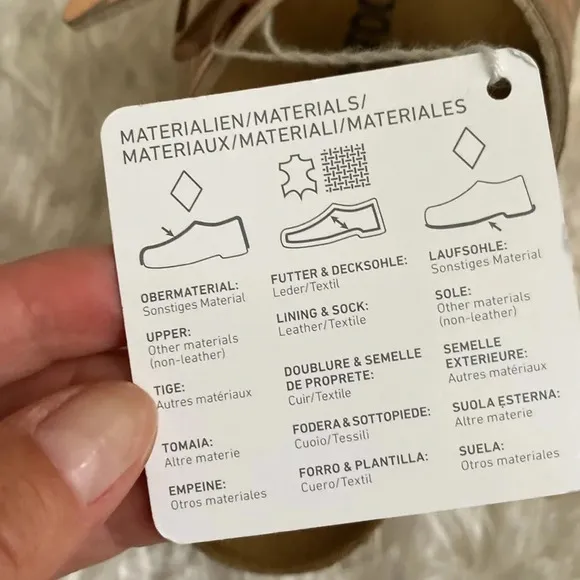 MATERIALIEN/MATERIALS/
MATERIAUX/MATERIALI/MATERIALES
OBERMATERIAL:
Sonstiges Material
UPPER:
Other materials
(non-leather)
TIGE:
Autres matériaux
TOMAIA:
Altre materie
EMPEINE:
Otros materiales
FUTTER & DECKSOHLE:
Leder/Textil
LINING & SOCK:
Leather/Textile
DOUBLURE & SEMELLE
DE PROPRETE:
Cuir/Textile
FODERA & SOTTOPIEDE:
Cuoio/Tessili
FORRO & PLANTILLA:
Cuero/Textil
LAUFSOHLE:
Sonstiges Material
SOLE:
Other materials
(non-leather)
SEMELLE
EXTERIEURE:
Autres matériaux
SUOLA ESTERNA:
Altre materie
SUELA:
Otros materiales